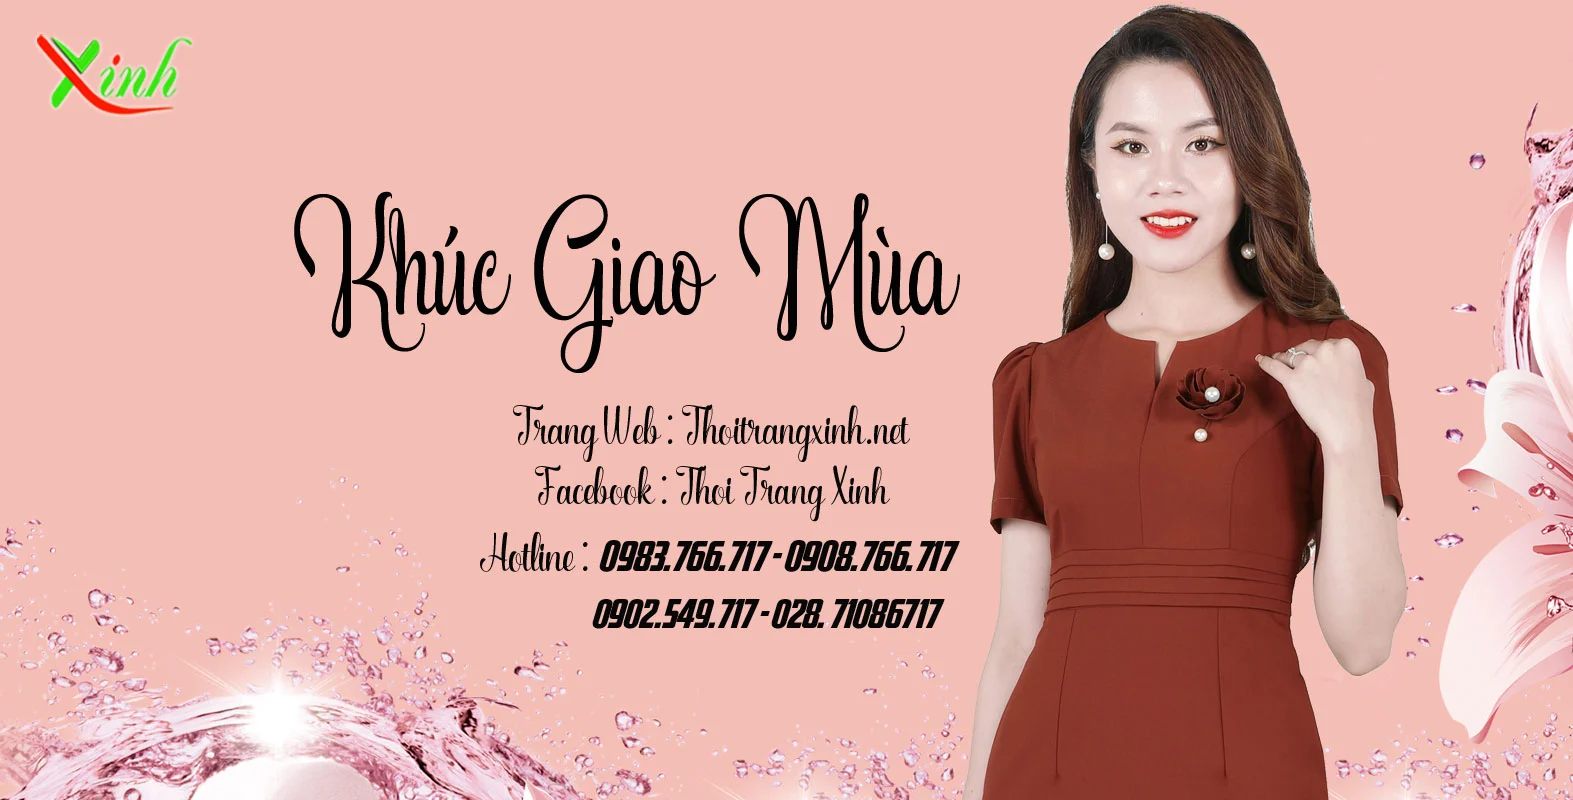 Xinh
Khúc Giao Mùa
Trang Web : Thoitrangxinh.net
Facebook : Thoi Trang Xinh
Hotline : 0983.766.717 - 0908.766.717
0902.549.717 - 028. 71086717